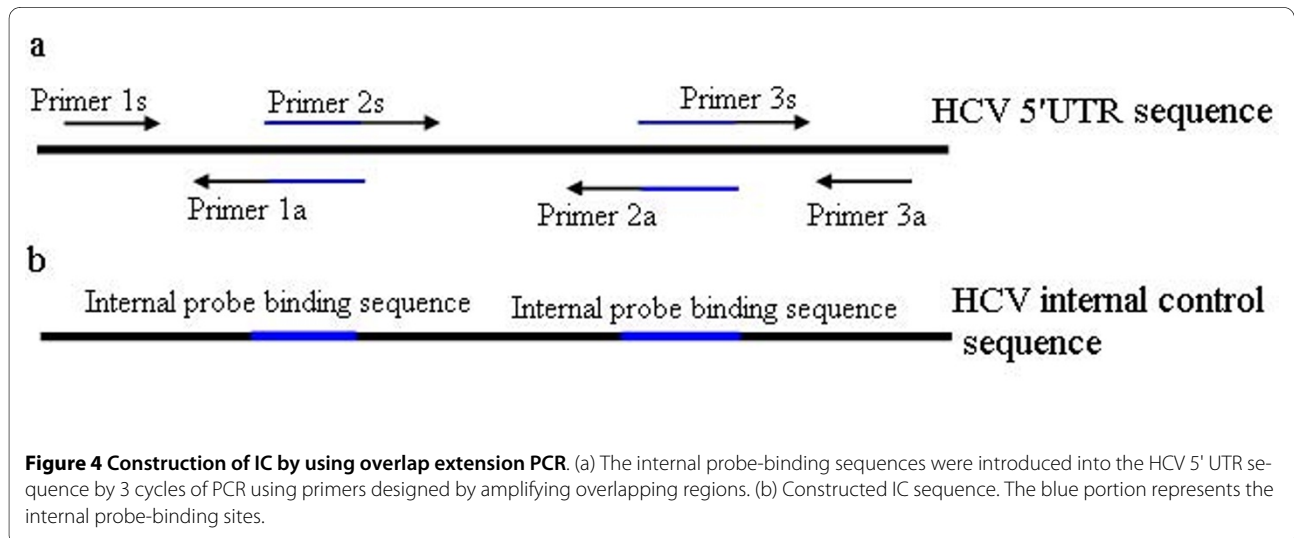 a
Primer 1s
Primer 2s
Primer 3s
HCV 5'UTR sequence
Primer 1a
Primer 2a
Primer 3a
b
Internal probe binding sequence
Internal probe binding sequence
HCV internal control
sequence
Figure 4 Construction of IC by using overlap extension PCR. (a) The internal probe-binding sequences were introduced into the HCV 5' UTR se-
quence by 3 cycles of PCR using primers designed by amplifying overlapping regions. (b) Constructed IC sequence. The blue portion represents the
internal probe-binding sites.